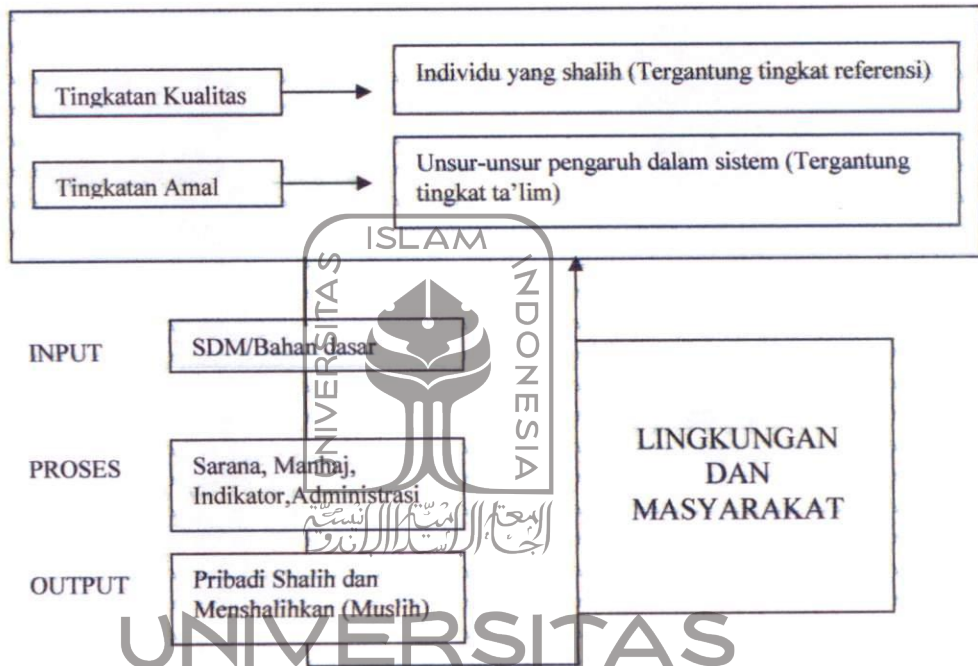 Tingkatan Kualitas
Individu yang shalih (Tergantung tingkat referensi)
Tingkatan Amal
Unsur-unsur pengaruh dalam sistem (Tergantung
tingkat ta’lim)
ISLAM
UNIVERSITAS
INDONESIA
INPUT
SDM/Bahan dasar
PROSES
Sarana, Manhaj,
Indikator,Administrasi
LINGKUNGAN
DAN
MASYARAKAT
OUTPUT
Pribadi Shalih dan
Menshalihkan (Muslih)
UNIVERSITAS